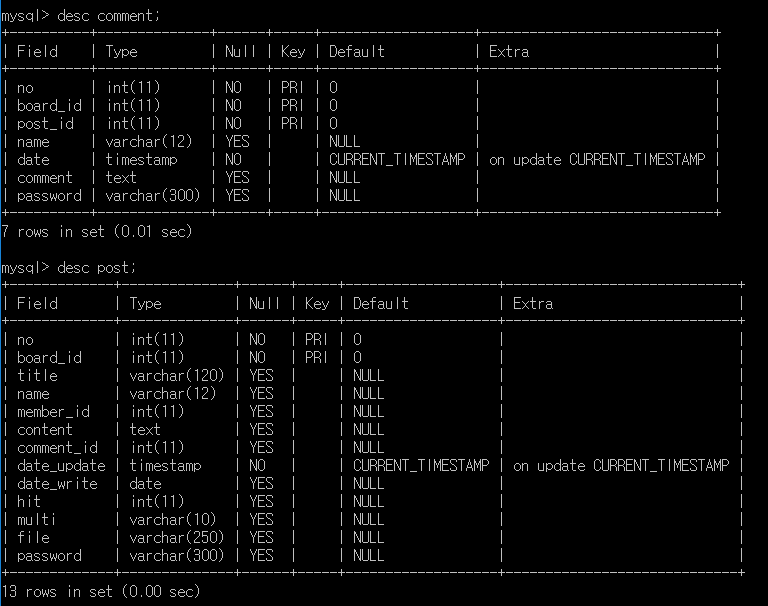 mysql> desc comment;
+----------+--------------+------+-----+-------------------+-----------------------------+
| Field    | Type         | Null | Key | Default           | Extra                       |
+----------+--------------+------+-----+-------------------+-----------------------------+
| no       | int(11)      | NO   | PRI | 0                 |                             |
| board_id | int(11)      | NO   | PRI | 0                 |                             |
| post_id  | int(11)      | NO   | PRI | 0                 |                             |
| name     | varchar(12)  | YES  |     | NULL              |                             |
| date     | timestamp    | NO   |     | CURRENT_TIMESTAMP | on update CURRENT_TIMESTAMP |
| comment  | text         | YES  |     | NULL              |                             |
| password | varchar(300) | YES  |     | NULL              |                             |
+----------+--------------+------+-----+-------------------+-----------------------------+
7 rows in set (0.01 sec)
mysql> desc post;
+-------------+--------------+------+-----+-------------------+-----------------------------+
| Field       | Type         | Null | Key | Default           | Extra                       |
+-------------+--------------+------+-----+-------------------+-----------------------------+
| no          | int(11)      | NO   | PRI | 0                 |                             |
| board_id    | int(11)      | NO   | PRI | 0                 |                             |
| title       | varchar(120) | YES  |     | NULL              |                             |
| name        | varchar(12)  | YES  |     | NULL              |                             |
| member_id   | int(11)      | YES  |     | NULL              |                             |
| content     | text         | YES  |     | NULL              |                             |
| comment_id  | int(11)      | YES  |     | NULL              |                             |
| date_update | timestamp    | NO   |     | CURRENT_TIMESTAMP | on update CURRENT_TIMESTAMP |
| date_write  | date         | YES  |     | NULL              |                             |
| hit         | int(11)      | YES  |     | NULL              |                             |
| multi       | varchar(10)  | YES  |     | NULL              |                             |
| file        | varchar(250) | YES  |     | NULL              |                             |
| password    | varchar(300) | YES  |     | NULL              |                             |
+-------------+--------------+------+-----+-------------------+-----------------------------+
13 rows in set (0.00 sec)